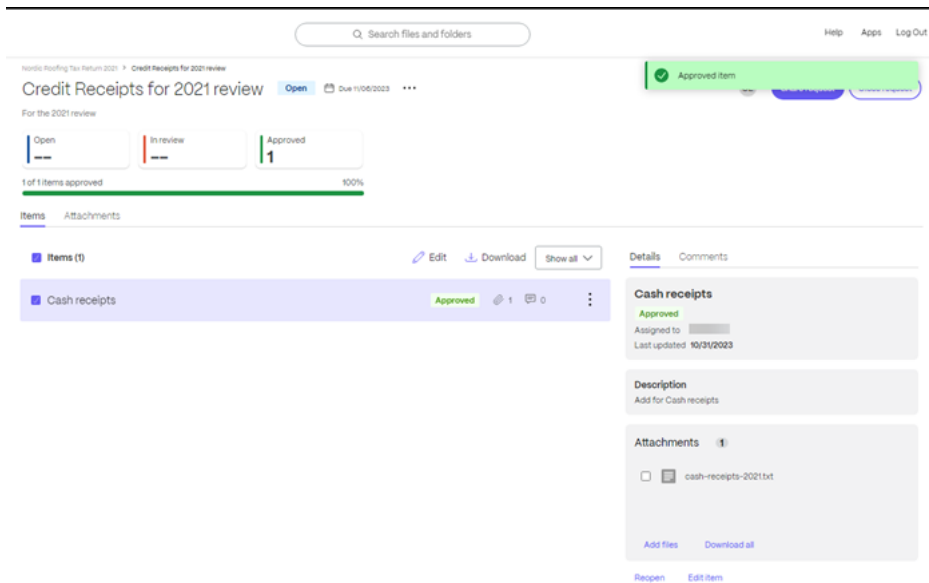 Search files and folders
Help Apps Log Out
Nordic Roofing Tax Return 2021 > Credit Receipts for 2021 review
Approved item
Credit Receipts for 2021 review Open Due 11/06/2023 •••
For the 2021 review
Open In review Approved
-- -- 1
1 of 1 items approved 100%
Items Attachments
Items (1) Edit Download Show all
Details Comments
Cash receipts Approved 1 0
Cash receipts
Approved
Assigned to
Last updated 10/31/2023
Description
Add for Cash receipts
Attachments 1
cash-receipts-2021.txt
Add files Download all
Reopen Edit item